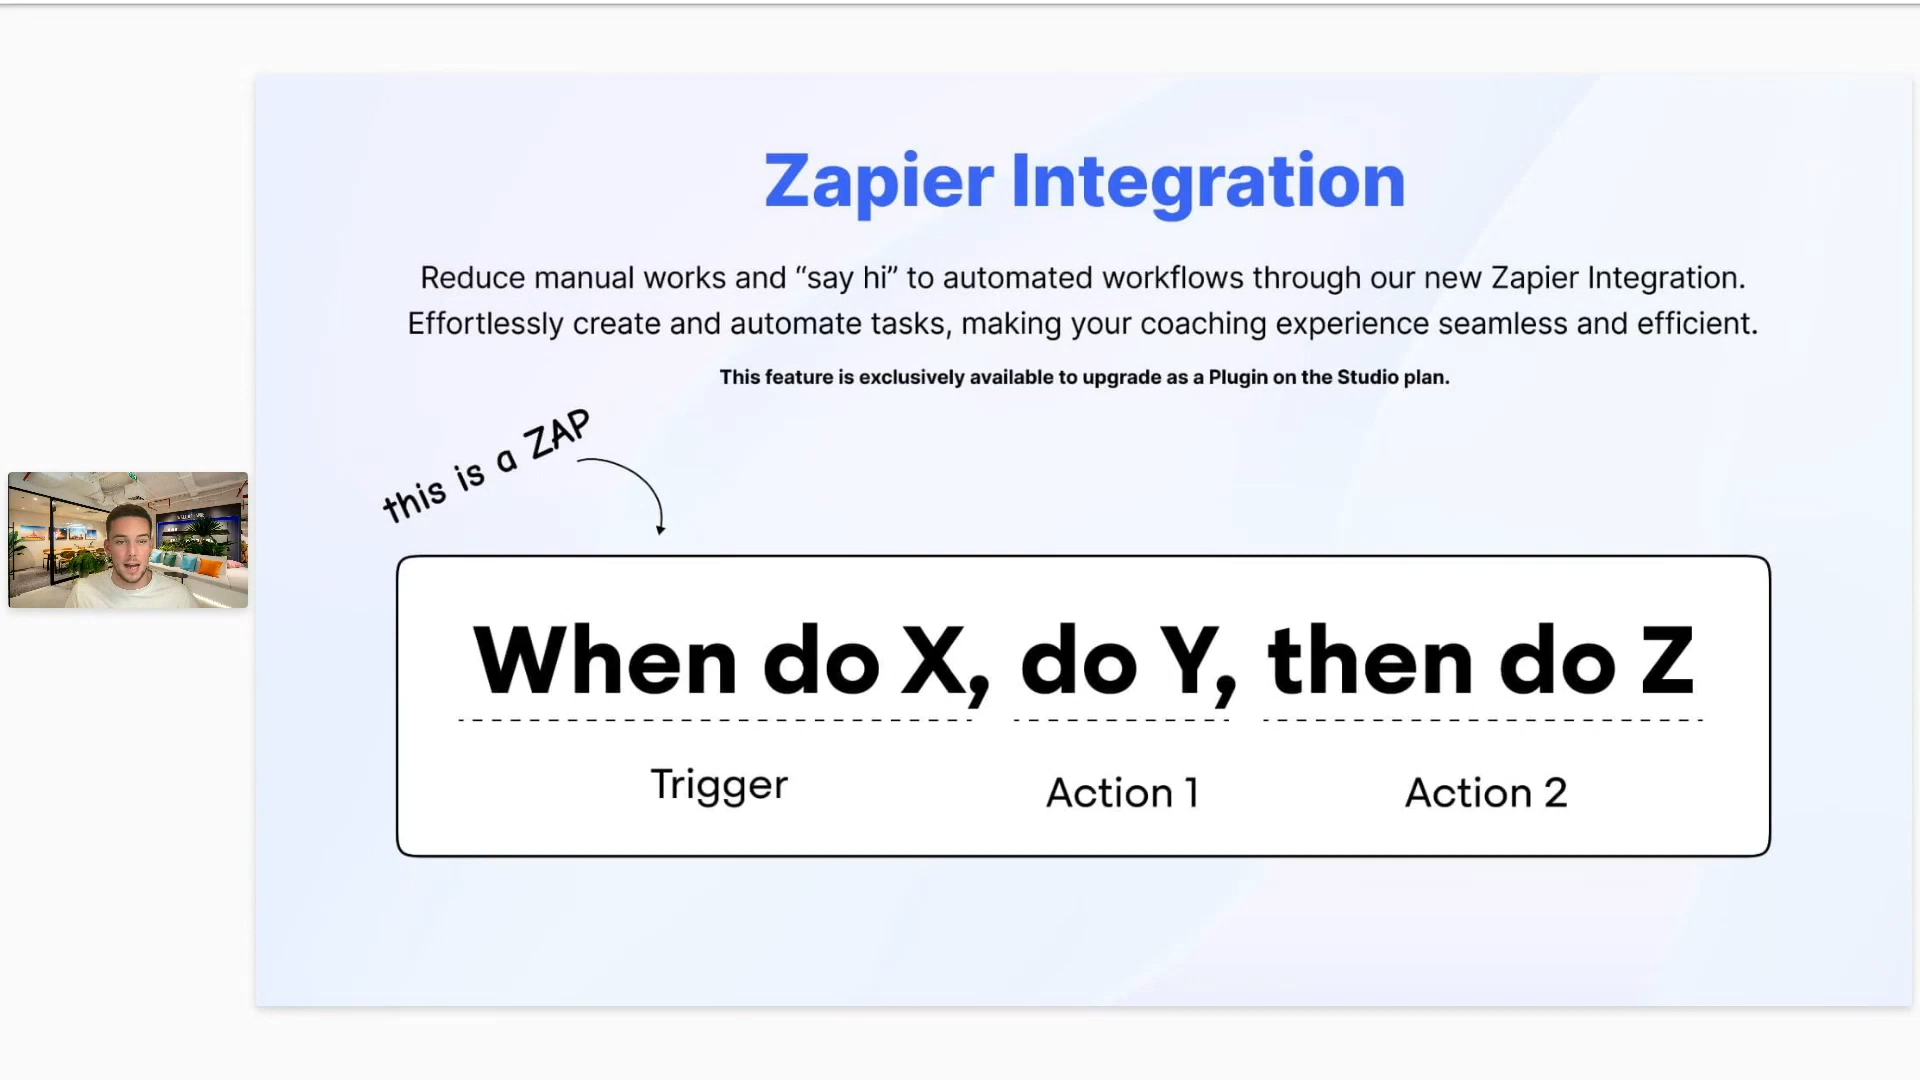 Zapier Integration
Reduce manual works and “say hi” to automated workflows through our new Zapier Integration.
Effortlessly create and automate tasks, making your coaching experience seamless and efficient.
This feature is exclusively available to upgrade as a Plugin on the Studio plan.
this is a ZAP
When do X, do Y, then do Z
Trigger
Action 1
Action 2